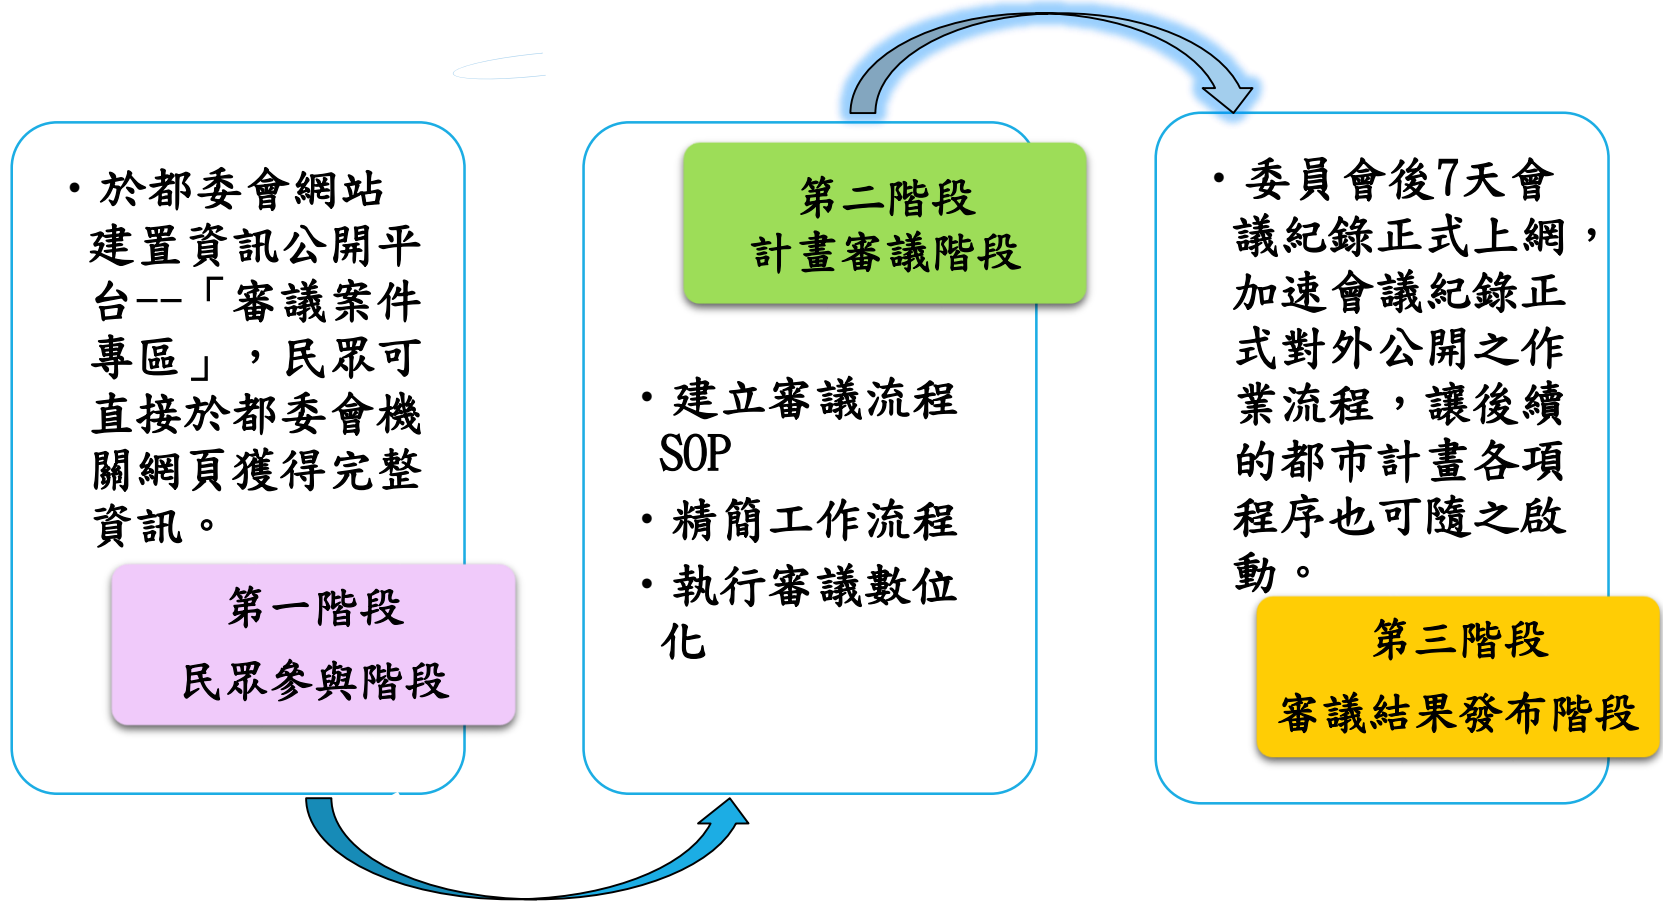 ・於都委會網站
建置資訊公開平
台--「審議案件
專區」，民眾可
直接於都委會機
關網頁獲得完整
資訊。
第一階段
民眾參與階段
第二階段
計畫審議階段
・建立審議流程
SOP
・精簡工作流程
・執行審議數位
化
・委員會後7天會
議紀錄正式上網，
加速會議紀錄正
式對外公開之作
業流程，讓後續
的都市計畫各項
程序也可隨之啟
動。
第三階段
審議結果發布階段